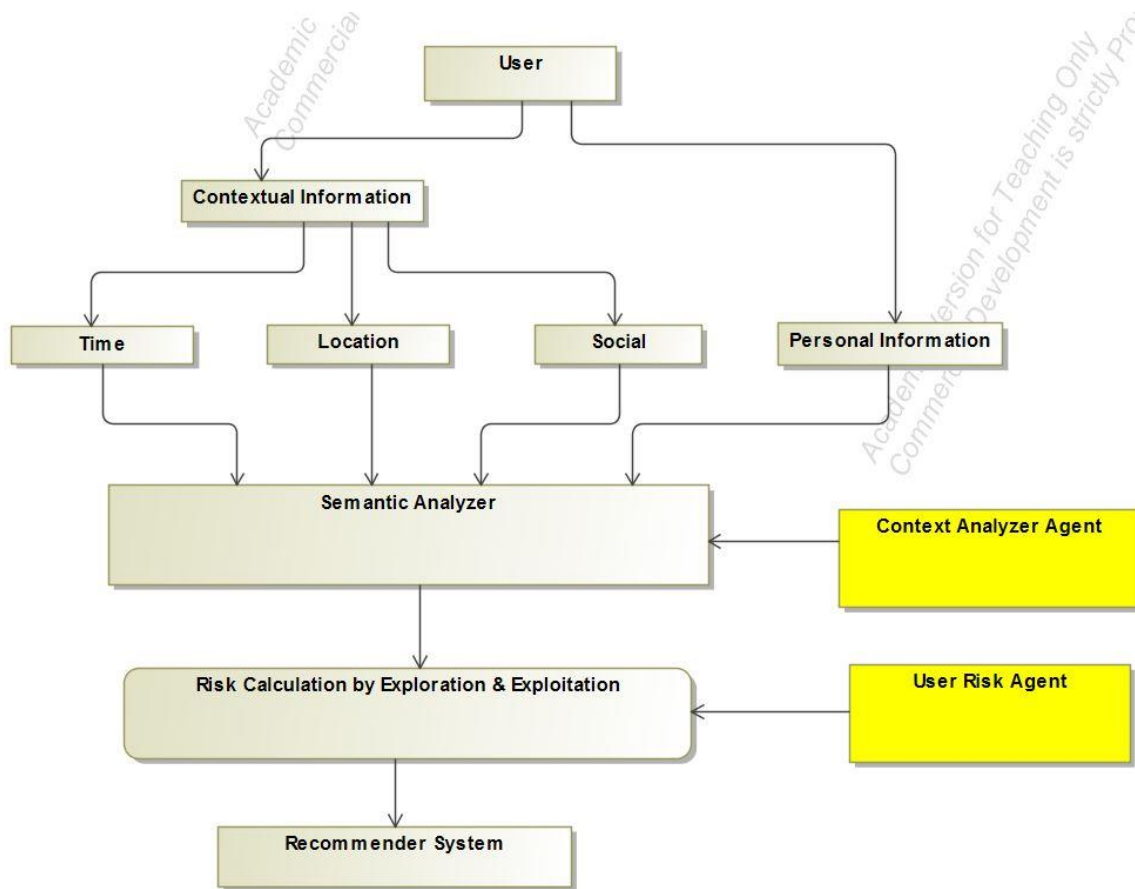 Academic
Commercial
User
Contextual Information
Time
Location
Social
Personal Information
Academic Version for Teaching Only
Commercial Development is strictly
Semantic Analyzer
Context Analyzer Agent
Risk Calculation by Exploration & Exploitation
User Risk Agent
Recommender System